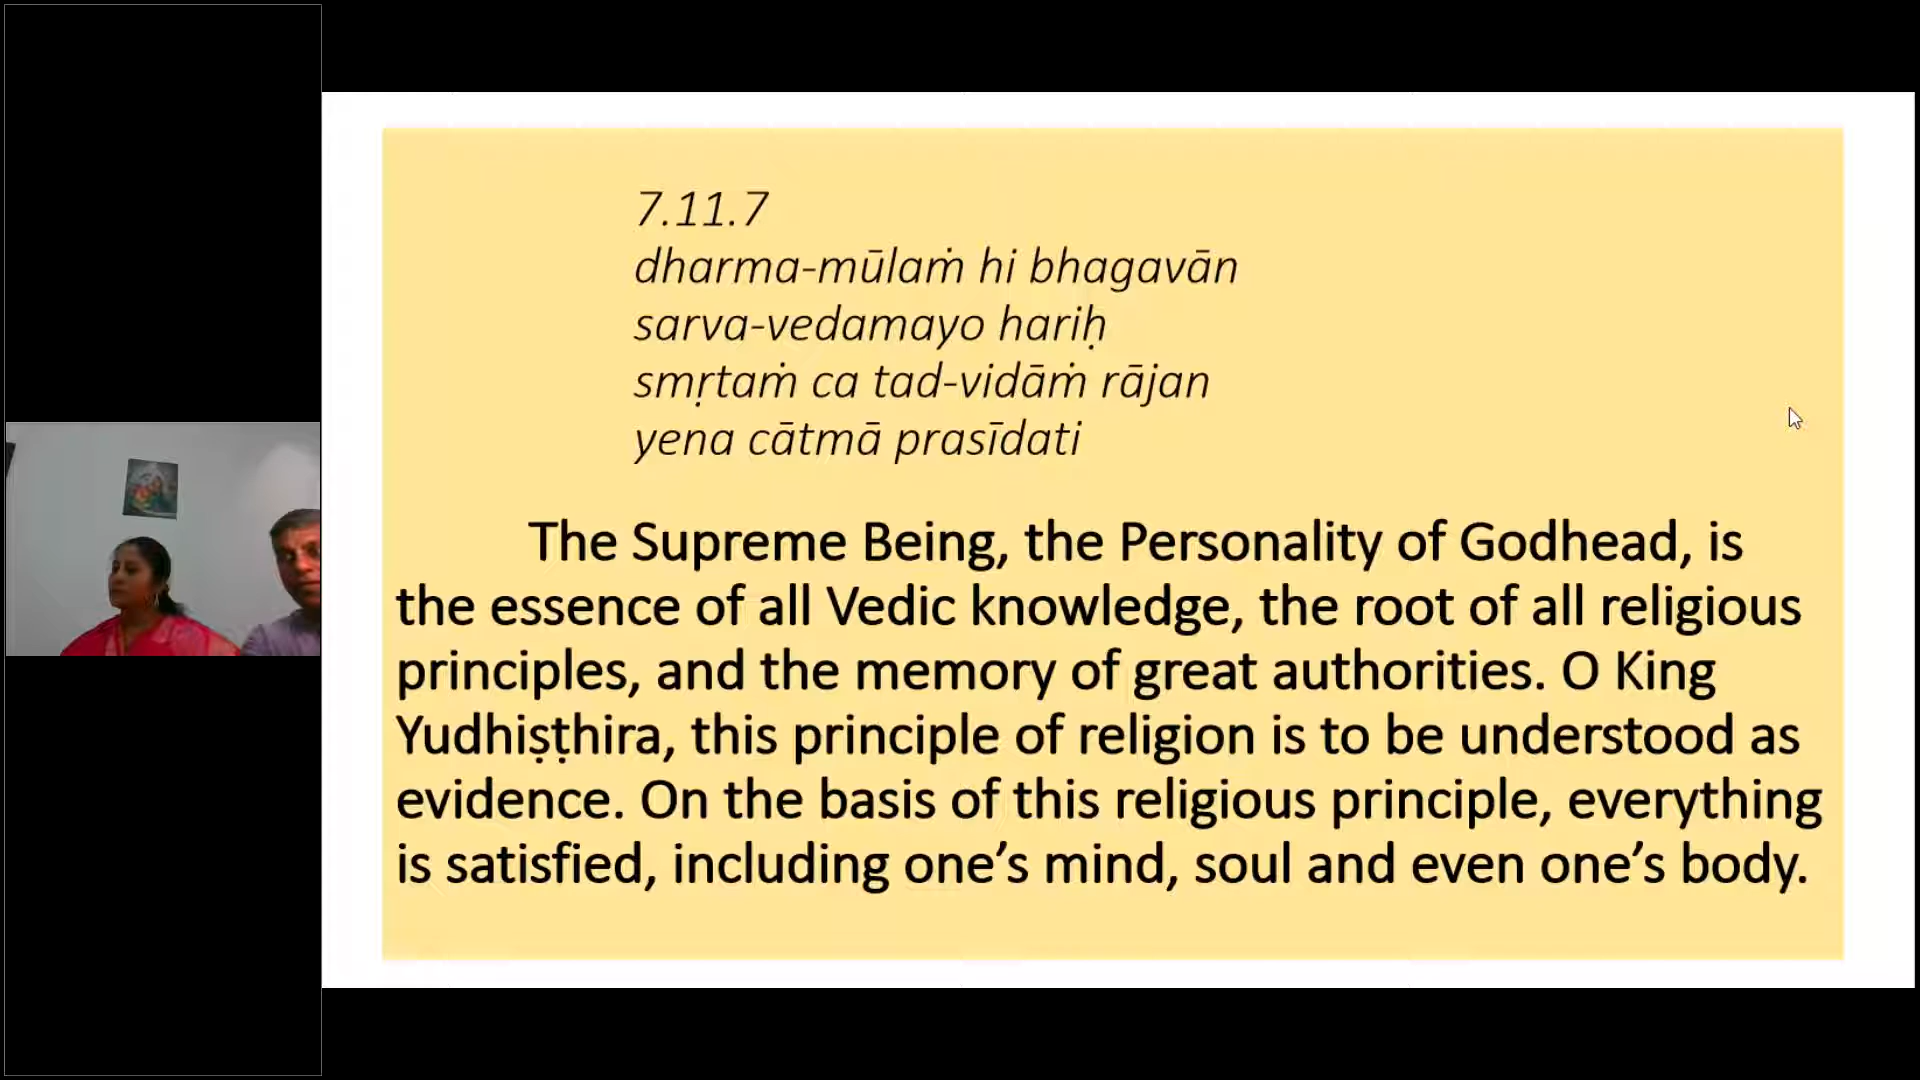 7.11.7
dharma-mūlaṁ hi bhagavān
sarva-vedamayo hariḥ
smṛtaṁ ca tad-vidāṁ rājan
yena cātmā prasīdati
The Supreme Being, the Personality of Godhead, is
the essence of all Vedic knowledge, the root of all religious
principles, and the memory of great authorities. O King
Yudhiṣṭhira, this principle of religion is to be understood as
evidence. On the basis of this religious principle, everything
is satisfied, including one’s mind, soul and even one’s body.